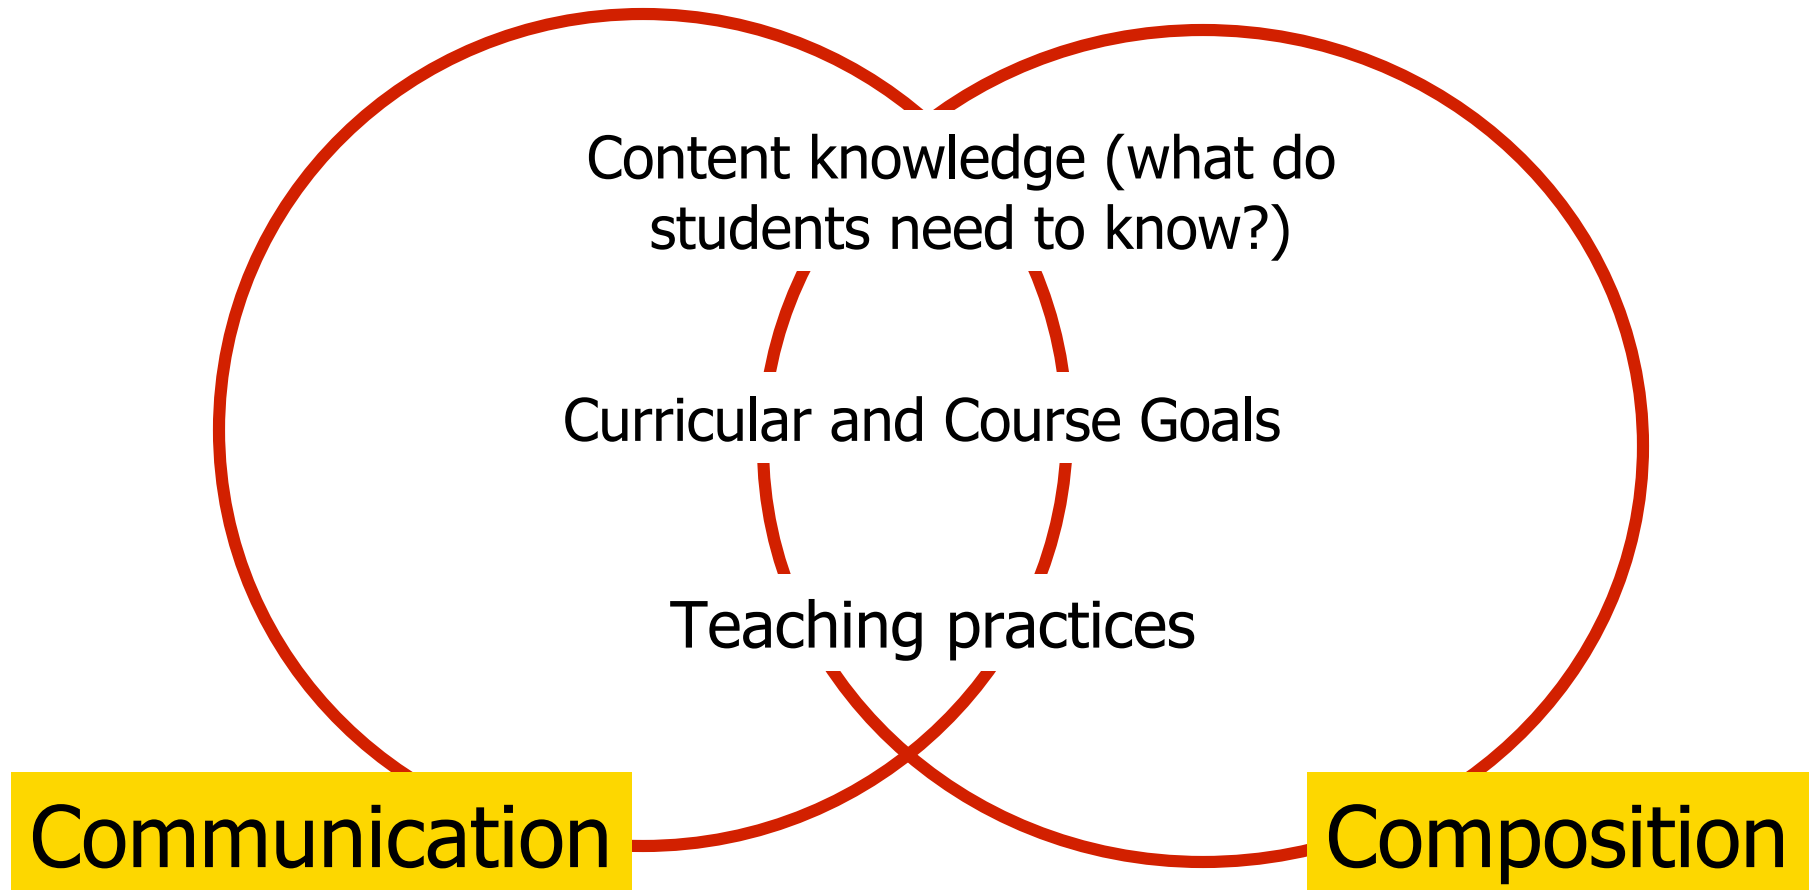 Content knowledge (what do
students need to know?)
Curricular and Course Goals
Teaching practices
Communication
Composition